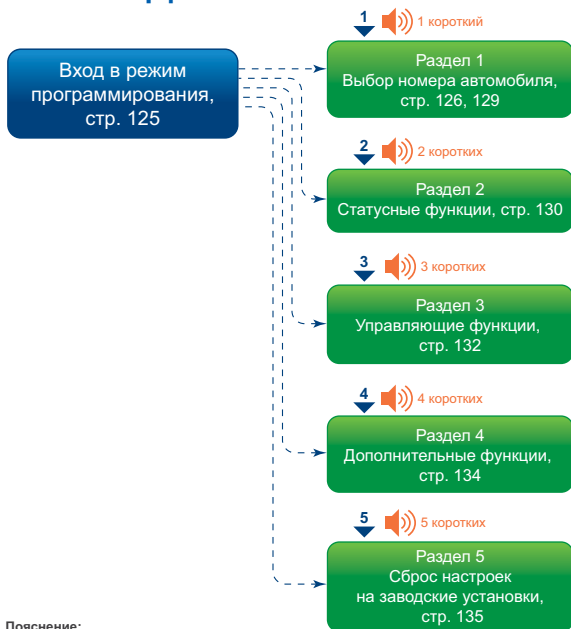 1 1 короткий
Вход в режим
программирования,
стр. 125
Раздел 1
Выбор номера автомобиля,
стр. 126, 129
2 2 коротких
Раздел 2
Статусные функции, стр. 130
3 3 коротких
Раздел 3
Управляющие функции,
стр. 132
4 4 коротких
Раздел 4
Дополнительные функции,
стр. 134
5 5 коротких
Раздел 5
Сброс настроек
на заводские установки,
стр. 135
Пояснение: